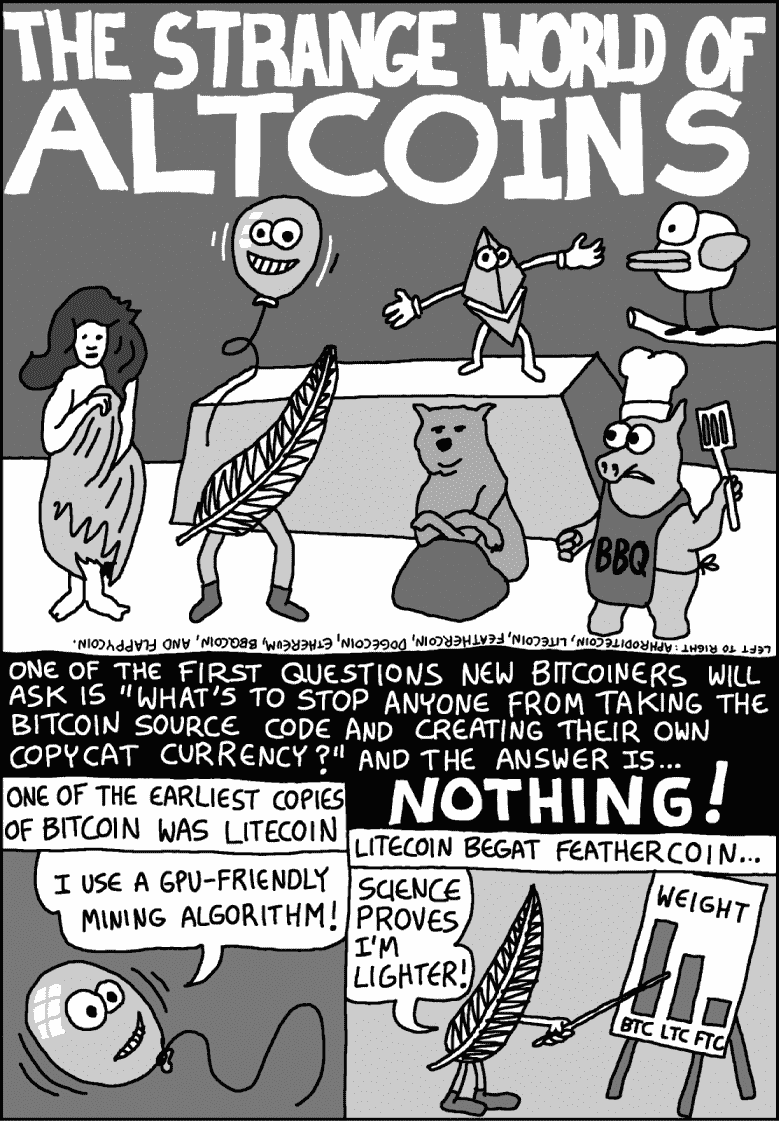 THE STRANGE WORLD OF
ALTCOINS
BBQ
LEFT TO RIGHT: APHRODITECOIN, LITECOIN, FEATHERCOIN, DOGECOIN, ETHEREUM, BBQCOIN, AND FLAPPYCOIN.
ONE OF THE FIRST QUESTIONS NEW BITCOINERS WILL
ASK IS "WHAT'S TO STOP ANYONE FROM TAKING THE
BITCOIN SOURCE CODE AND CREATING THEIR OWN
COPYCAT CURRENCY?" AND THE ANSWER IS...
NOTHING!
ONE OF THE EARLIEST COPIES
OF BITCOIN WAS LITECOIN
I USE A GPU-FRIENDLY
MINING ALGORITHM!
LITECOIN BEGAT FEATHERCOIN...
SCIENCE
PROVES
I'M
LIGHTER!
WEIGHT
BTC LTC FTC